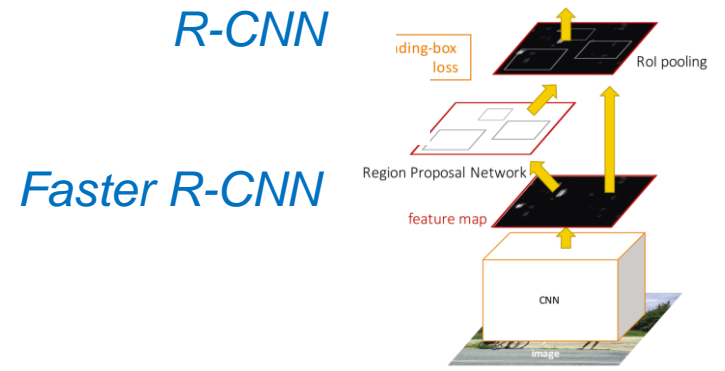 R-CNN
nding-box
loss
RoI pooling
Region Proposal Network
Faster R-CNN
feature map
CNN
image